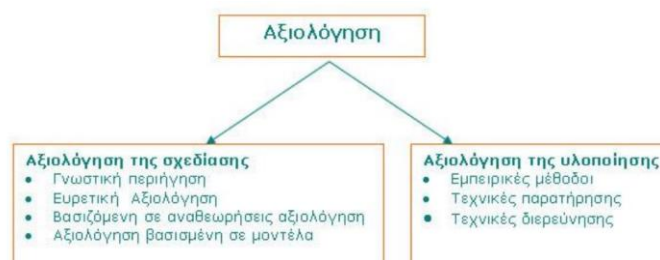 Αξιολόγηση
Αξιολόγηση της σχεδίασης
• Γνωστική περιήγηση
• Ευρετική Αξιολόγηση
• Βασιζόμενη σε αναθεωρήσεις αξιολόγηση
• Αξιολόγηση βασισμένη σε μοντέλα
Αξιολόγηση της υλοποίησης
• Εμπειρικές μέθοδοι
• Τεχνικές παρατήρησης
• Τεχνικές διερεύνησης